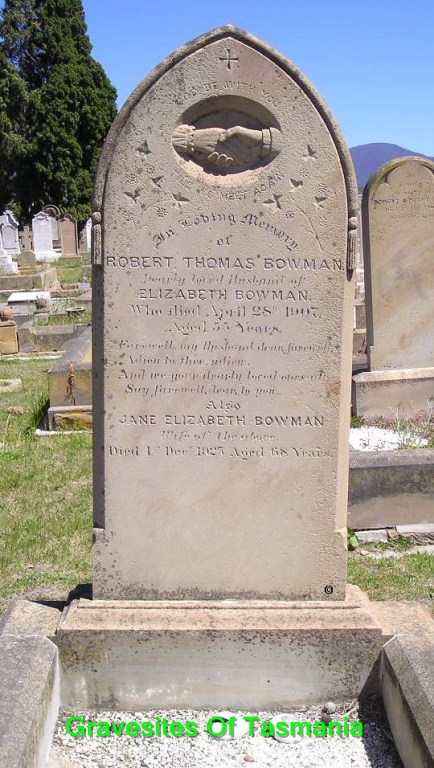 GOD BE WITH YOU
TILL WE MEET AGAIN
In Loving Memory
of
ROBERT THOMAS BOWMAN
Dearly loved Husband of
ELIZABETH BOWMAN
Who died April 28th 1907,
Aged 55 Years.
Farewell, my Husband dear, farewell,
Adieu to thee, adieu,
And we your dearly loved ones all
Say farewell, dear, to you.
Also
JANE ELIZABETH BOWMAN
Wife of the above
Died 1st Dec. 1925 Aged 68 Years.
8
Gravesites Of Tasmania